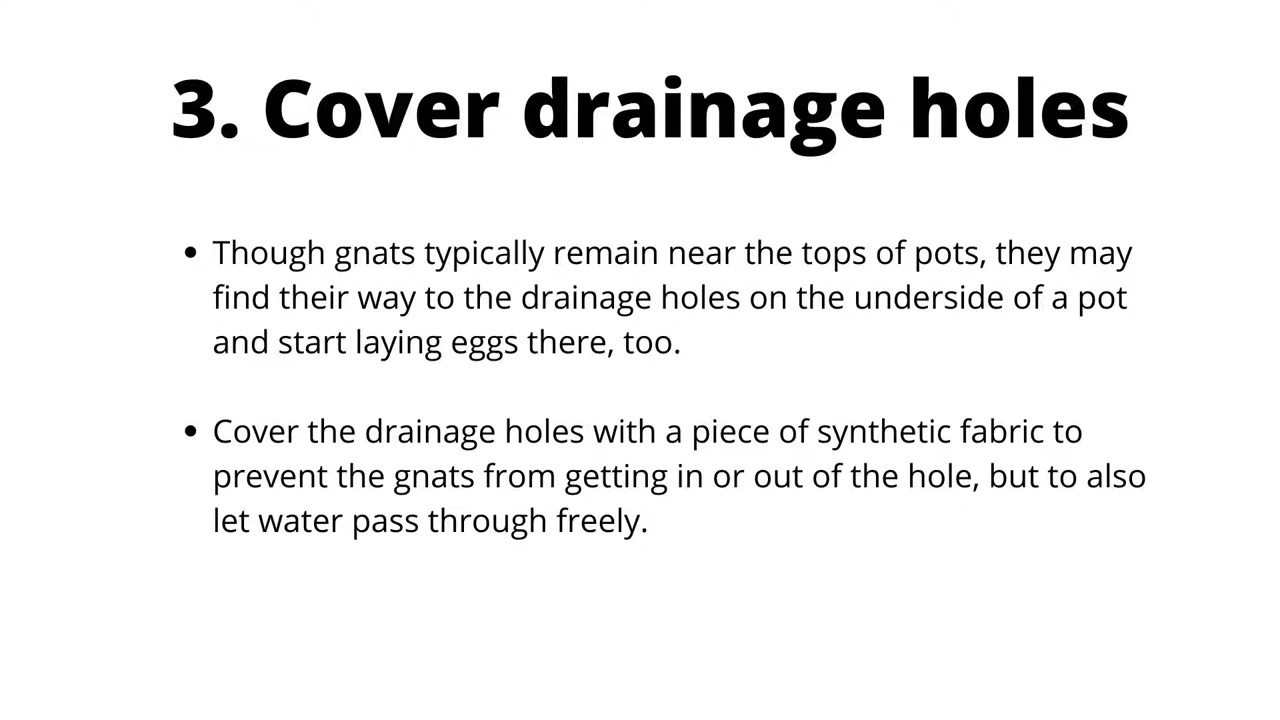 3. Cover drainage holes
• Though gnats typically remain near the tops of pots, they may
find their way to the drainage holes on the underside of a pot
and start laying eggs there, too.
• Cover the drainage holes with a piece of synthetic fabric to
prevent the gnats from getting in or out of the hole, but to also
let water pass through freely.